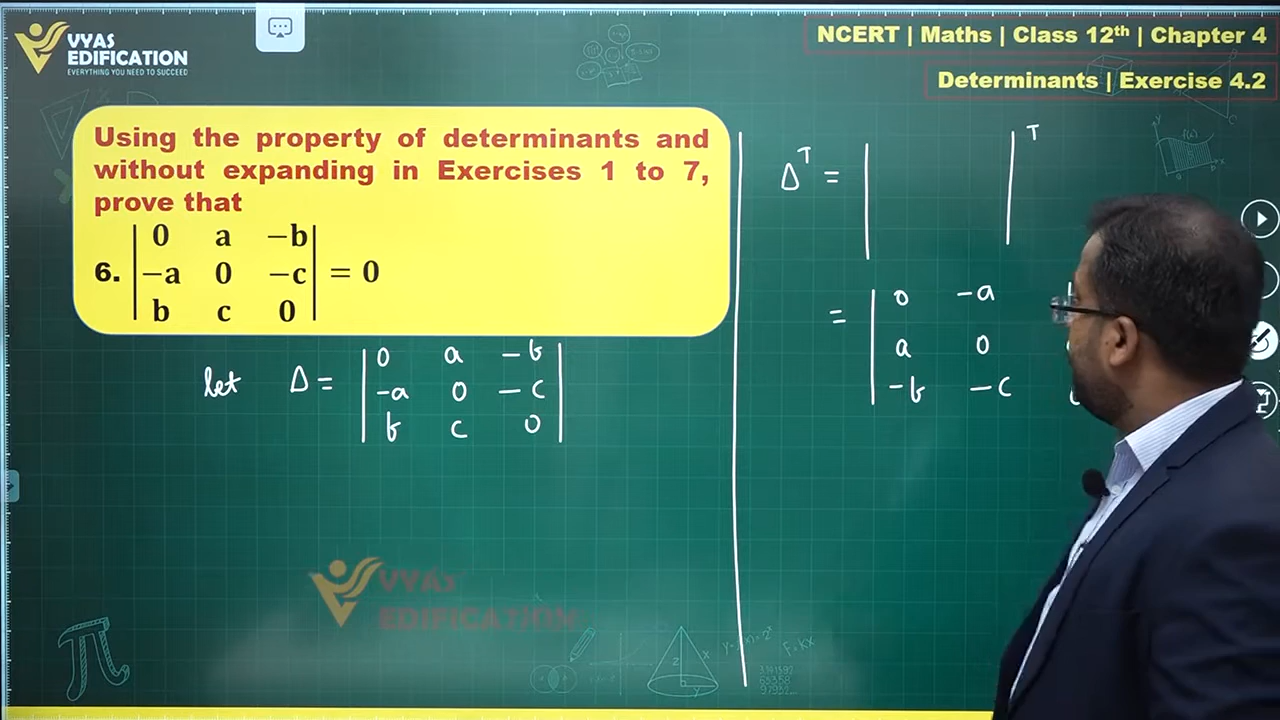 VYAS
EDIFICATION
EVERYTHING YOU NEED TO SUCCEED
NCERT | Maths | Class 12th | Chapter 4
Determinants | Exercise 4.2
Using the property of determinants and
without expanding in Exercises 1 to 7,
prove that
0 a −b
6. −a 0 −c = 0
b c 0
let Δ =
0 a −b
-a 0 −c
b c 0
Δ^T = | | T
=
0 -a
a 0
-b -c
VYAS
EDIFICATION